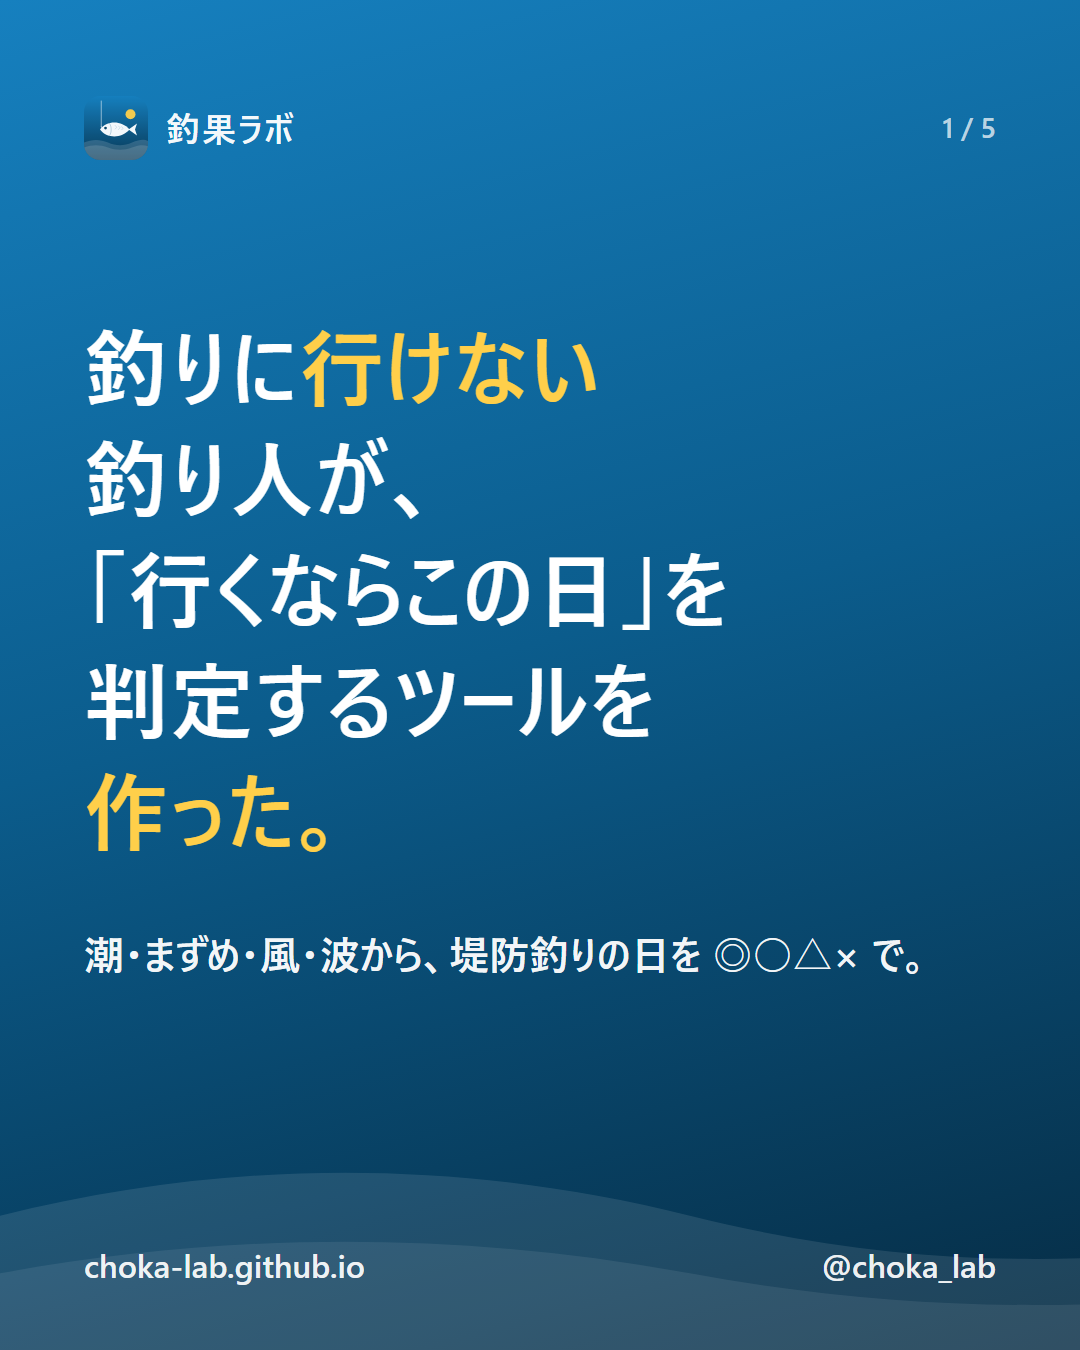 釣果ラボ
1 / 5
釣りに行けない
釣り人が、
「行くならこの日」を
判定するツールを
作った。
潮・まずめ・風・波から、堤防釣りの日を ◎○△× で。
choka-lab.github.io
@choka_lab